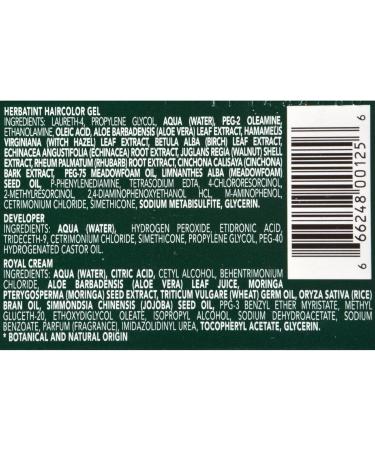 HERBATINT HAIRCOLOR GEL
INGREDIENTS: LAURETH-4, PROPYLENE GLYCOL, AQUA (WATER), PEG-2 OLEAMINE,
ETHANOLAMINE, OLEIC ACID, ALOE BARBADENSIS (ALOE VERA) LEAF EXTRACT, HAMAMELIS
VIRGINIANA (WITCH HAZEL) LEAF EXTRACT, BETULA ALBA (BIRCH) LEAF EXTRACT,
ECHINACEA ANGUSTIFOLIA (ECHINACEA) ROOT EXTRACT, JUGLANS REGIA (WALNUT) SHELL
EXTRACT, RHEUM PALMATUM (RHUBARB) ROOT EXTRACT, CINCHONA CALISAYA (CINCHONA)
BARK EXTRACT, PEG-75 MEADOWFOAM OIL, LIMNANTHES ALBA (MEADOWFOAM)
SEED OIL, P-PHENYLENEDIAMINE, TETRASODIUM EDTA, 4-CHLORORESORCINOL,
2-METHYLRESORCINOL, 2,4-DIAMINOPHENOXYETHANOL HCL, M-AMINOPHENOL,
CETRIMONIUM CHLORIDE, SIMETHICONE, SODIUM METABISULFITE, GLYCERIN.
DEVELOPER
INGREDIENTS: AQUA (WATER), HYDROGEN PEROXIDE, ETIDRONIC ACID,
TRIDECETH-9, CETRIMONIUM CHLORIDE, SIMETHICONE, PROPYLENE GLYCOL, PEG-40
HYDROGENATED CASTOR OIL.
ROYAL CREAM
INGREDIENTS: AQUA (WATER), CITRIC ACID, CETYL ALCOHOL, BEHENTRIMONIUM
CHLORIDE, ALOE BARBADENSIS (ALOE VERA) LEAF JUICE, MORINGA
PTERYGOSPERMA (MORINGA) SEED EXTRACT, TRITICUM VULGARE (WHEAT) GERM OIL, ORYZA SATIVA (RICE)
BRAN OIL, SIMMONDSIA CHINENSIS (JOJOBA) SEED OIL, PPG-3 BENZYL ETHER MYRISTATE, METHYL
GLUCETH-20, ETHOXYDIGLYCOL OLEATE, ISOPROPYL ALCOHOL, SODIUM DEHYDROACETATE, SODIUM
BENZOATE, PARFUM (FRAGRANCE), IMIDAZOLIDINYL UREA, TOCOPHERYL ACETATE, GLYCERIN.
* BOTANICAL AND NATURAL ORIGIN
6 66248 00125 6